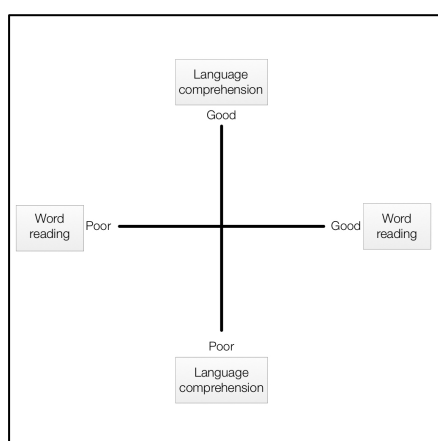 Language
comprehension
Good
Word
reading
Poor
Good
Word
reading
Poor
Language
comprehension